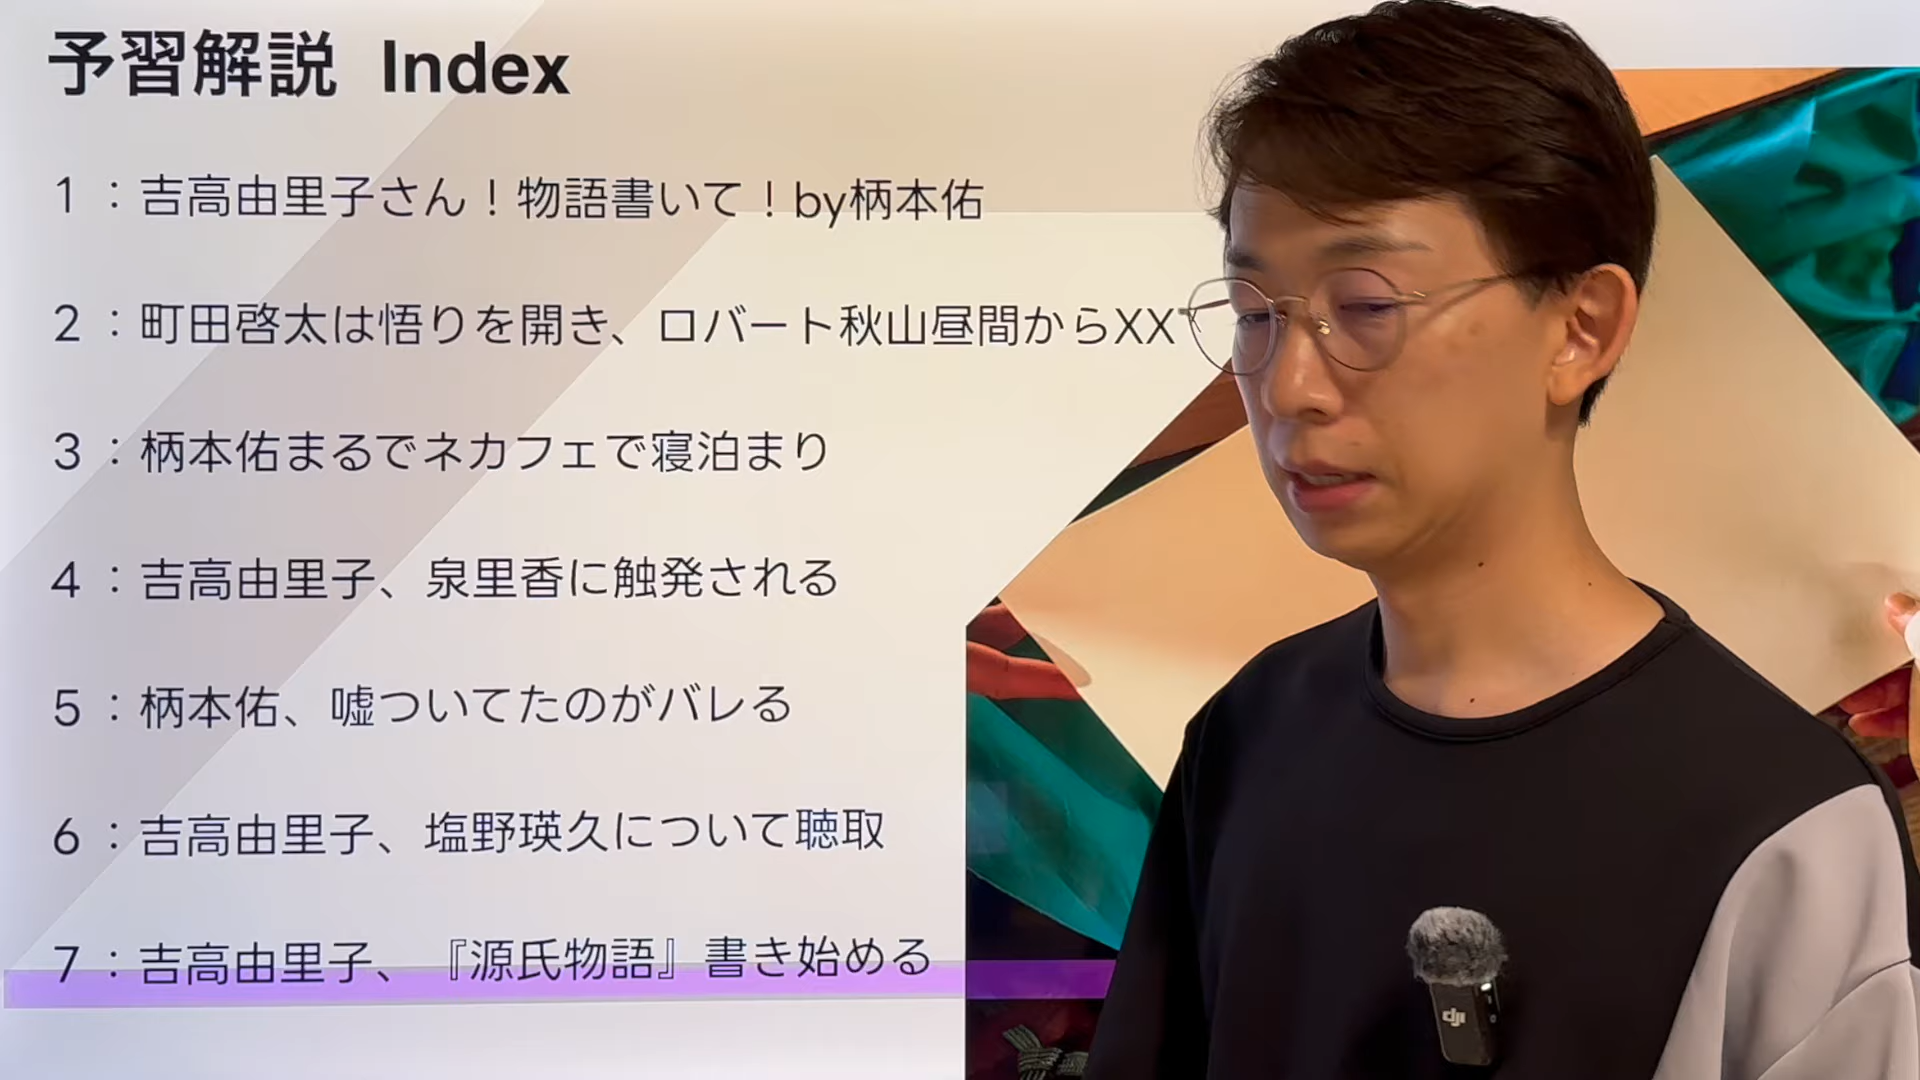 予習解説 Index
1：吉高由里子さん！物語書いて！by柄本佑
2：町田啓太は悟りを開き、ロバート秋山昼間からXX
3：柄本佑まるでネカフェで寝泊まり
4：吉高由里子、泉里香に触発される
5：柄本佑、嘘ついてたのがバレる
6：吉高由里子、塩野瑛久について聴取
7：吉高由里子、『源氏物語』書き始める
dji